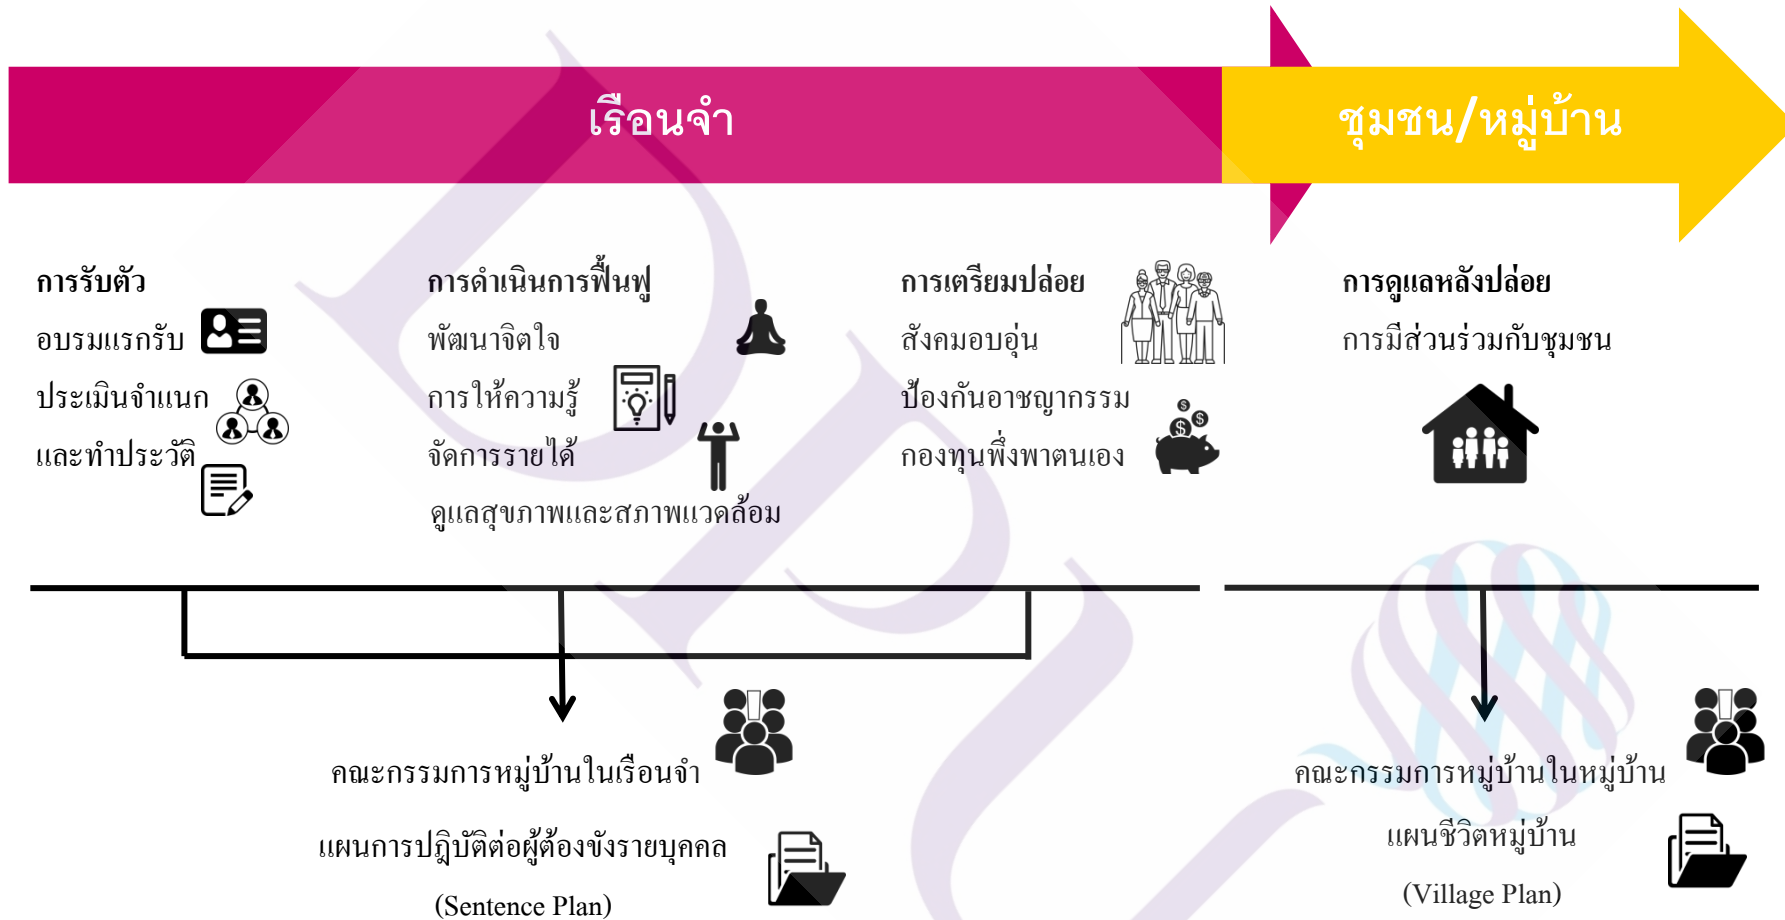 เรือนจำ
ชุมชน/หมู่บ้าน
การรับตัว
อบรมแรกรับ
ประเมินจำแนก
และทำประวัติ
การดำเนินการฟื้นฟู
พัฒนาจิตใจ
การให้ความรู้
จัดการรายได้
ดูแลสุขภาพและสภาพแวดล้อม
การเตรียมปล่อย
สังคมอบอุ่น
ป้องกันอาชญากรรม
กองทุนพึ่งพาตนเอง
การดูแลหลังปล่อย
การมีส่วนร่วมกับชุมชน
คณะกรรมการหมู่บ้านในเรือนจำ
แผนการปฎิบัติต่อผู้ต้องขังรายบุคคล
(Sentence Plan)
คณะกรรมการหมู่บ้านในหมู่บ้าน
แผนชีวิตหมู่บ้าน
(Village Plan)
DPU